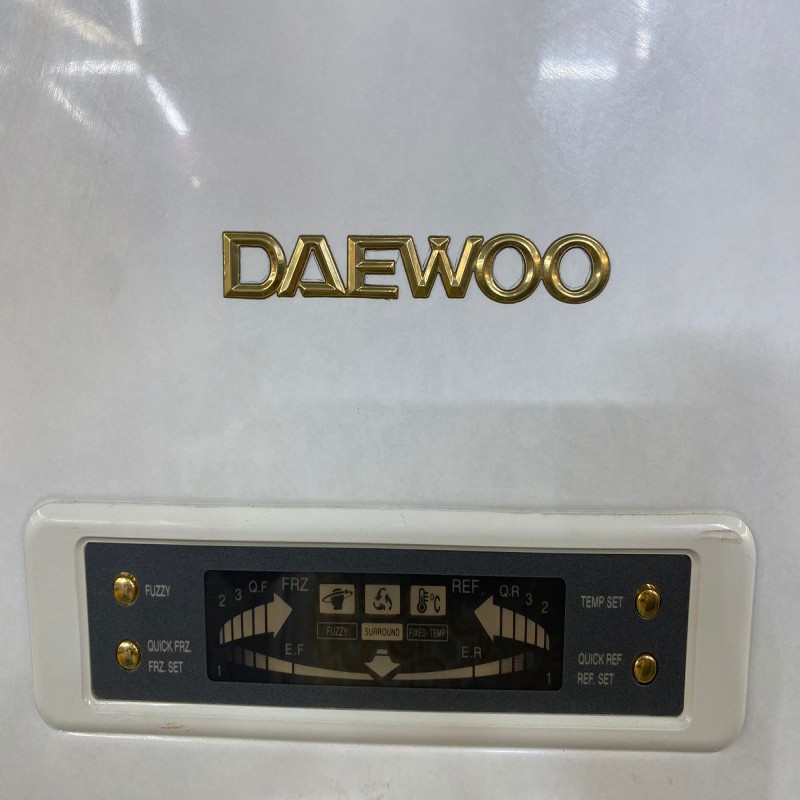 DAEWOO
FUZZY
QUICK FRZ.
FRZ. SET
2 3 Q.F FRZ.
°C
REF. Q.R 3 2
FUZZY SURROUND FIXED-TEMP
1 E.F
E.R 1
TEMP SET
QUICK REF.
REF. SET